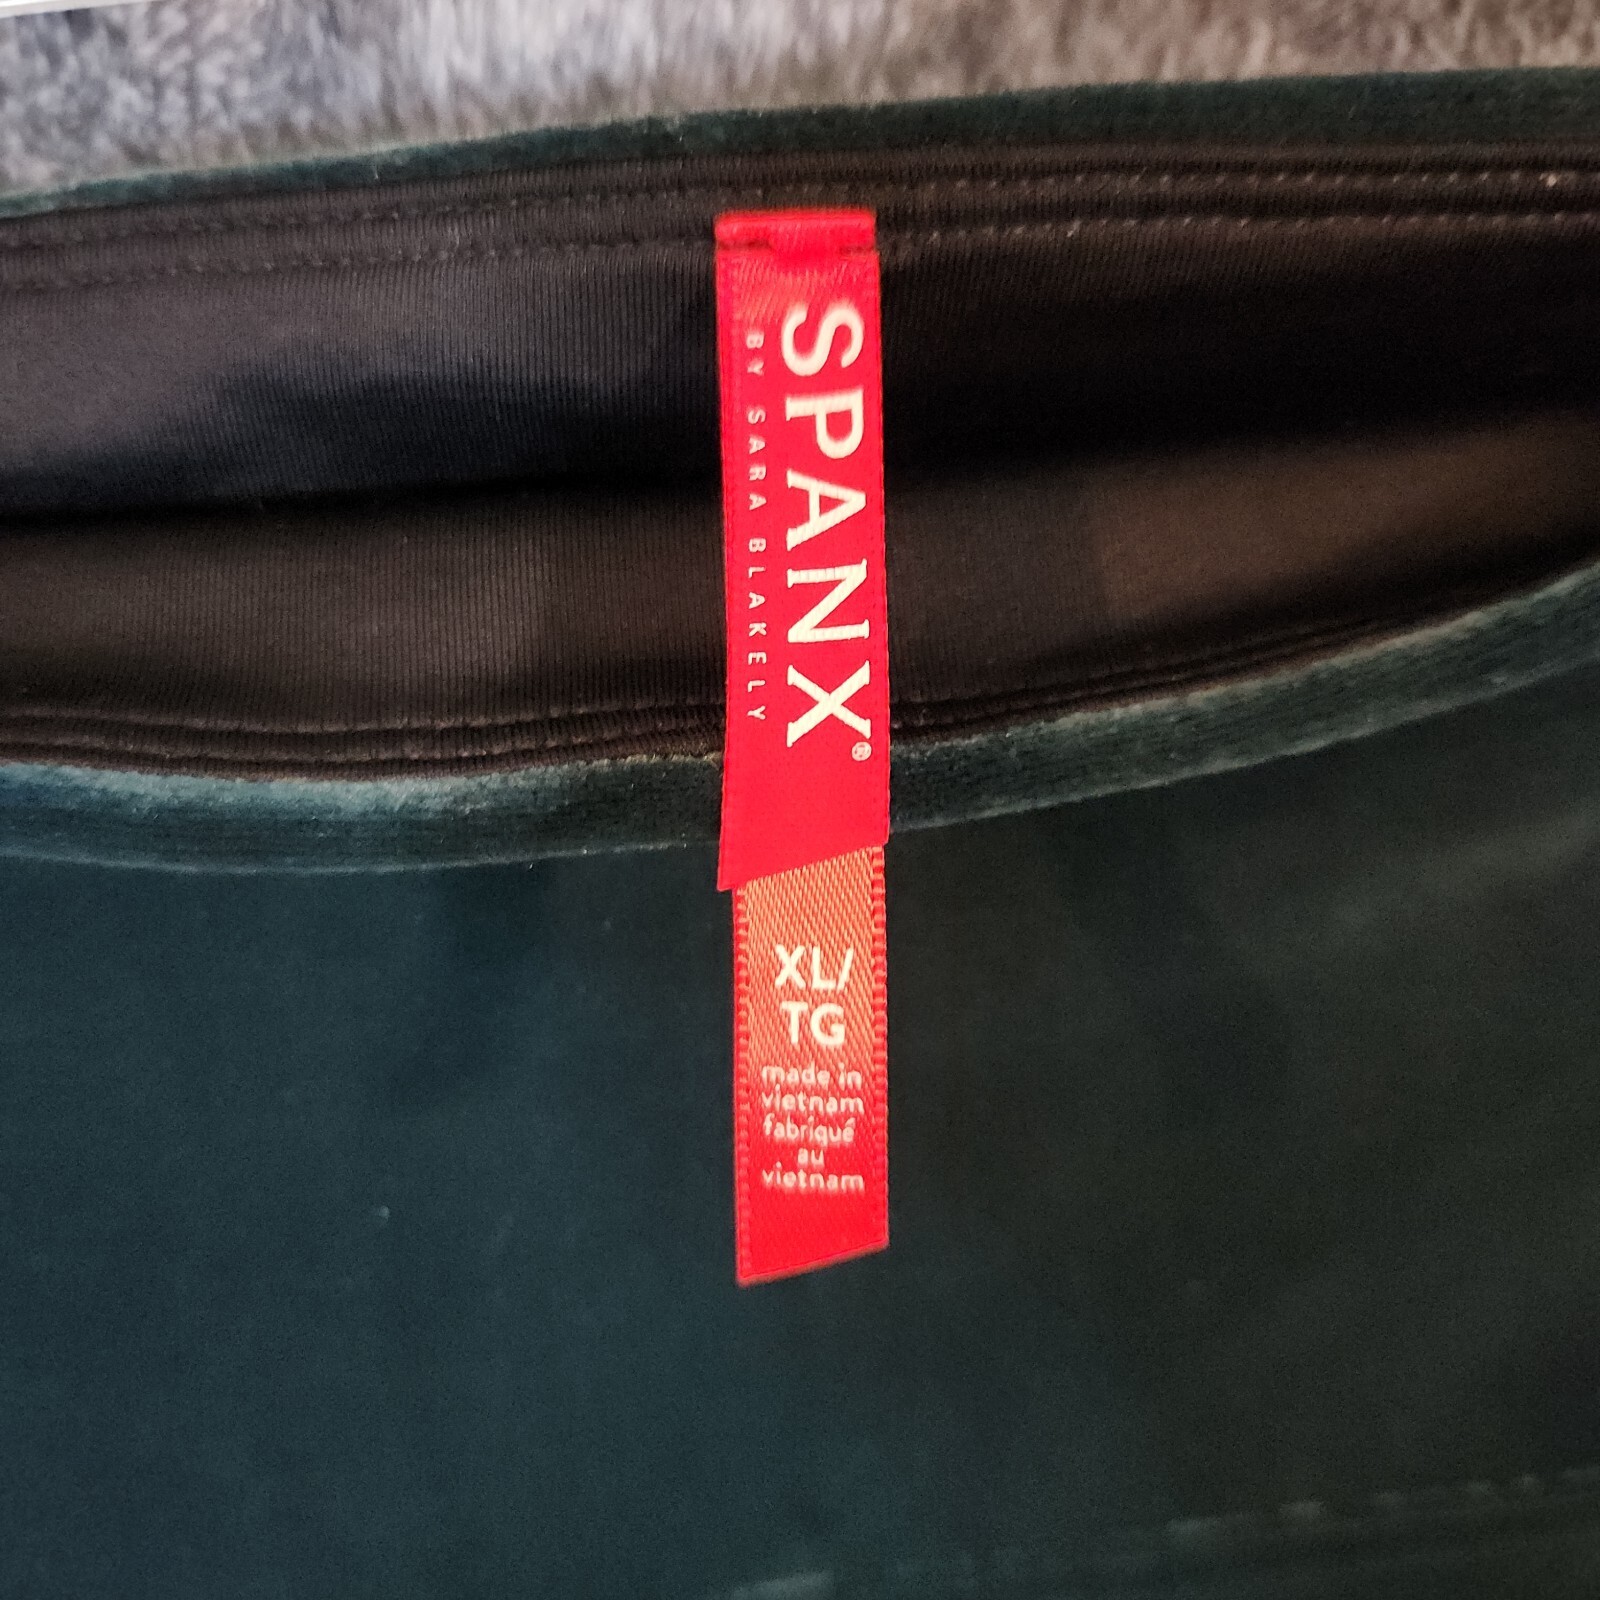 SPANX®
BY SARA BLAKELY
XL/
TG
made in
vietnam
fabriqué
au
vietnam